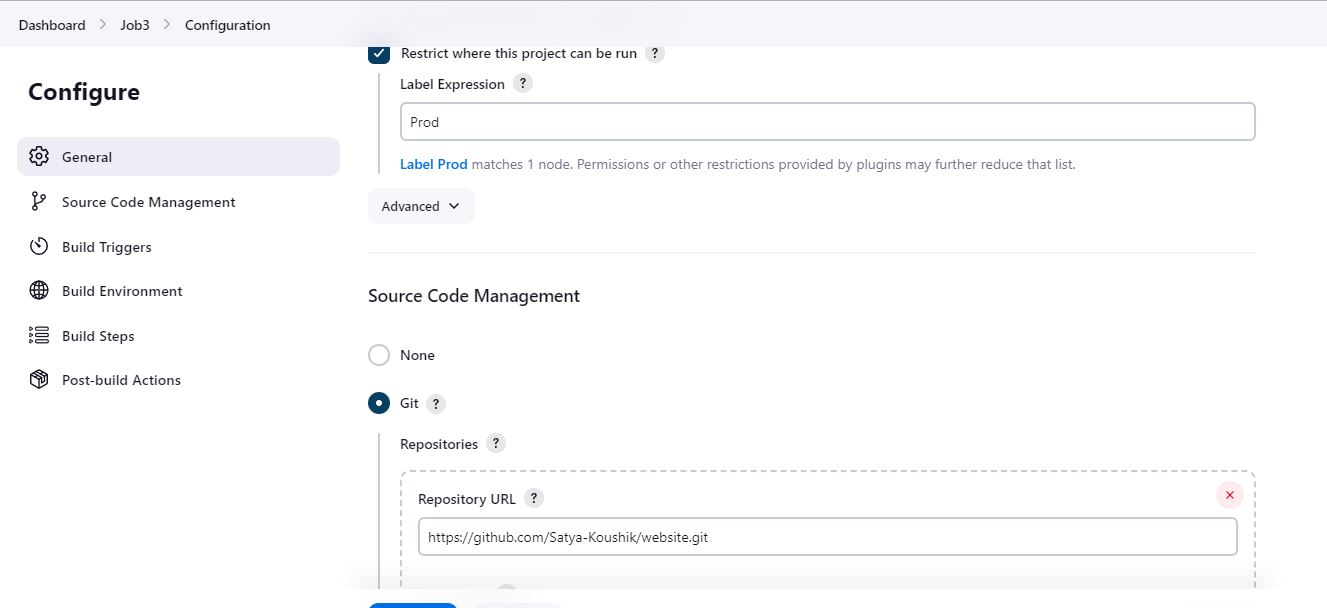 Dashboard > Job3 > Configuration
Configure
General
Source Code Management
Build Triggers
Build Environment
Build Steps
Post-build Actions
Restrict where this project can be run ?
Label Expression ?
Prod
Label Prod matches 1 node. Permissions or other restrictions provided by plugins may further reduce that list.
Advanced
Source Code Management
None
Git ?
Repositories ?
Repository URL ?
https://github.com/Satya-Koushik/website.git